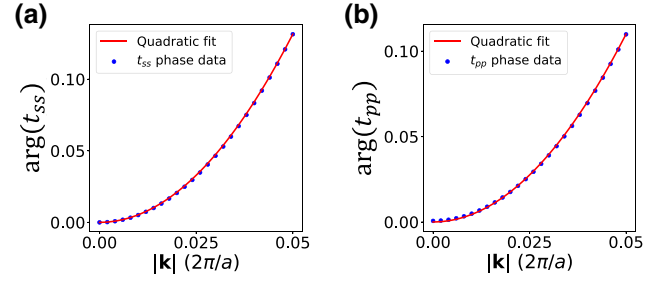 (a)
Quadratic fit
t_ss phase data
0.10
0.05
0.00
arg(t_ss)
0.00
0.025
0.05
|k| (2π/a)
(b)
Quadratic fit
t_pp phase data
0.10
0.05
0.00
arg(t_pp)
0.00
0.025
0.05
|k| (2π/a)